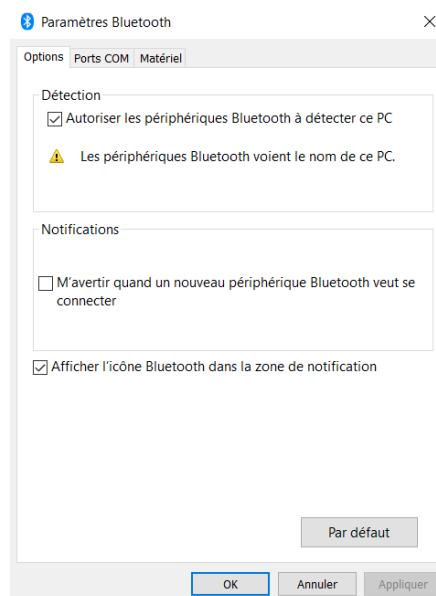 Paramètres Bluetooth
Options Ports COM Matériel
Détection
Autoriser les périphériques Bluetooth à détecter ce PC
Les périphériques Bluetooth voient le nom de ce PC.
Notifications
M’avertir quand un nouveau périphérique Bluetooth veut se
connecter
Afficher l’icône Bluetooth dans la zone de notification
Par défaut
OK Annuler Appliquer